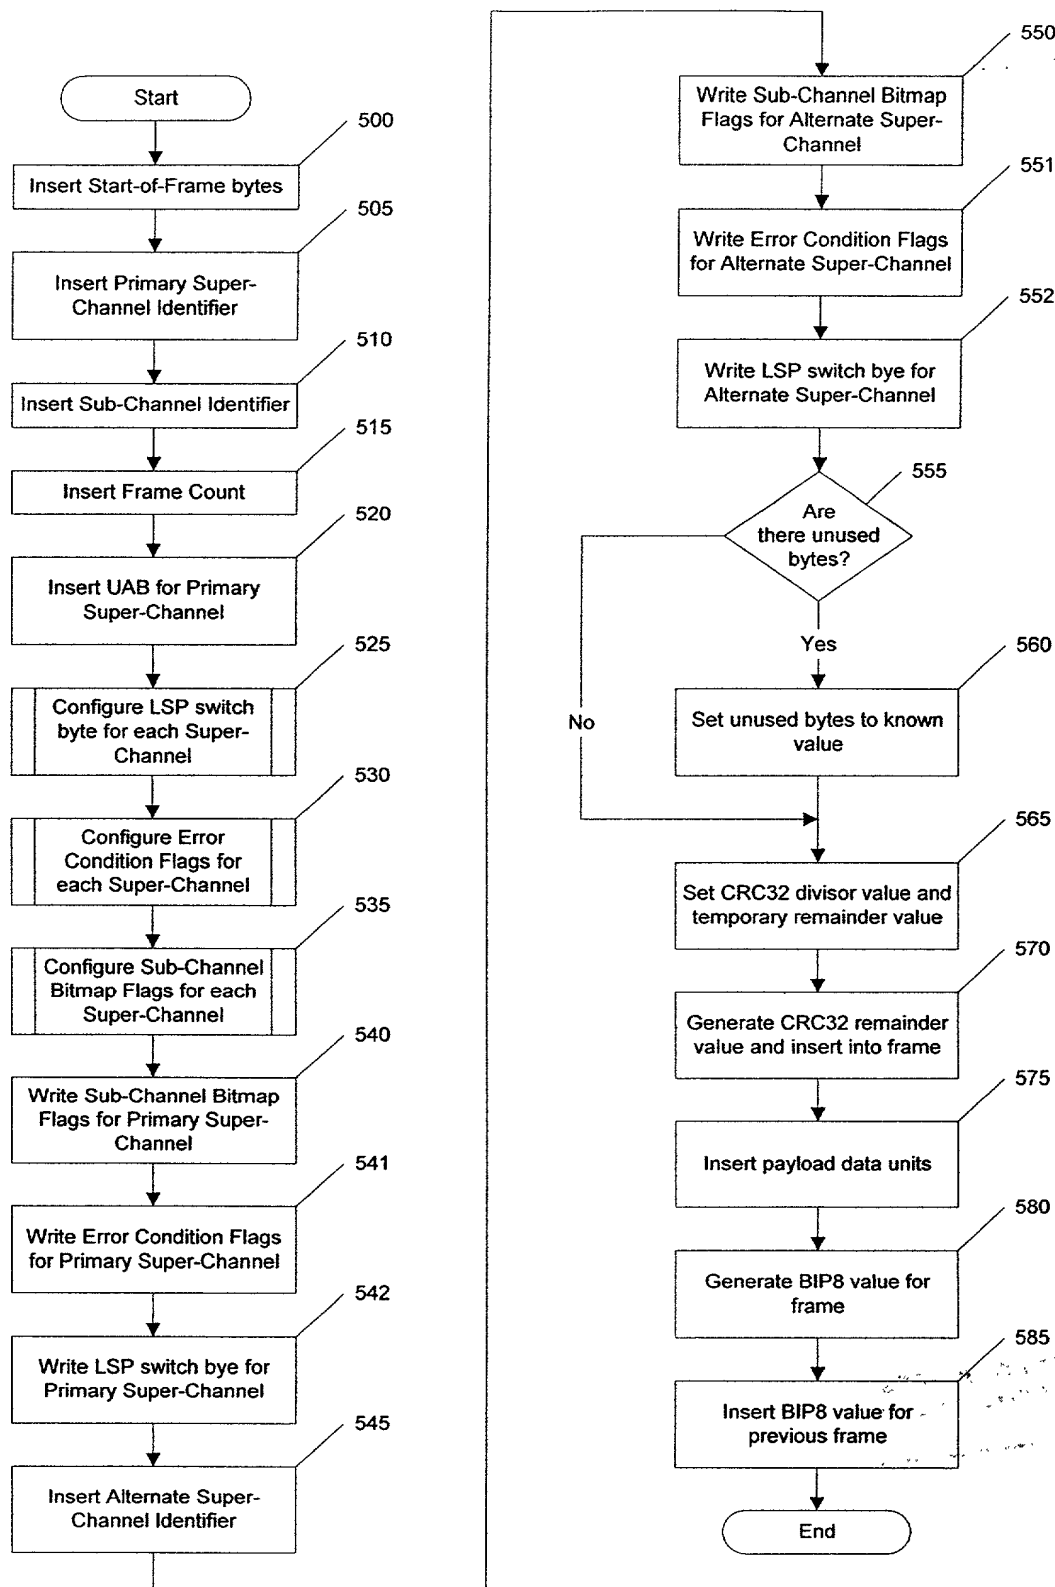 Start
500
Insert Start-of-Frame bytes
505
Insert Primary Super-
Channel Identifier
510
Insert Sub-Channel Identifier
515
Insert Frame Count
520
Insert UAB for Primary
Super-Channel
525
Configure LSP switch
byte for each Super-
Channel
530
Configure Error
Condition Flags for
each Super-Channel
535
Configure Sub-Channel
Bitmap Flags for each
Super-Channel
540
Write Sub-Channel Bitmap
Flags for Primary Super-
Channel
541
Write Error Condition Flags
for Primary Super-Channel
542
Write LSP switch bye for
Primary Super-Channel
545
Insert Alternate Super-
Channel Identifier
550
Write Sub-Channel Bitmap
Flags for Alternate Super-
Channel
551
Write Error Condition Flags
for Alternate Super-Channel
552
Write LSP switch bye for
Alternate Super-Channel
555
Are
there unused
bytes?
Yes
No
560
Set unused bytes to known
value
565
Set CRC32 divisor value and
temporary remainder value
570
Generate CRC32 remainder
value and insert into frame
575
Insert payload data units
580
Generate BIP8 value for
frame
585
Insert BIP8 value for
previous frame
End